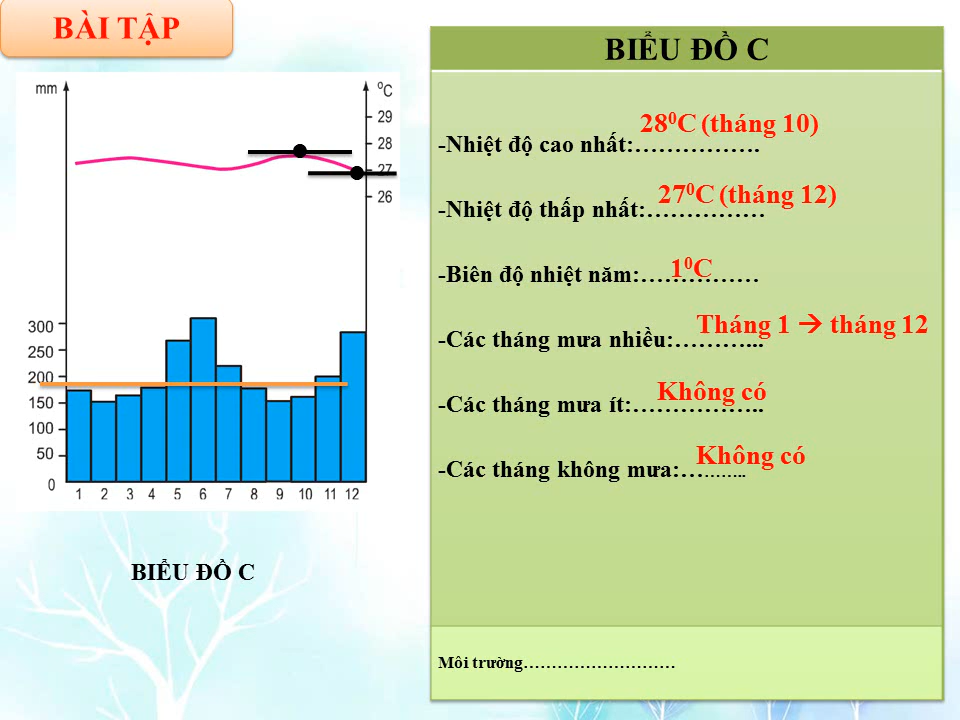 BÀI TẬP
mm
⁰C
29
28
27
26
300
250
200
150
100
50
0
1 2 3 4 5 6 7 8 9 10 11 12
BIỂU ĐỒ C
BIỂU ĐỒ C
-Nhiệt độ cao nhất:……………. 28⁰C (tháng 10)
-Nhiệt độ thấp nhất:…………… 27⁰C (tháng 12)
-Biên độ nhiệt năm:…………… 1⁰C
-Các tháng mưa nhiều:………... Tháng 1 → tháng 12
-Các tháng mưa ít:…………….. Không có
-Các tháng không mưa:……….. Không có
Môi trường………………………